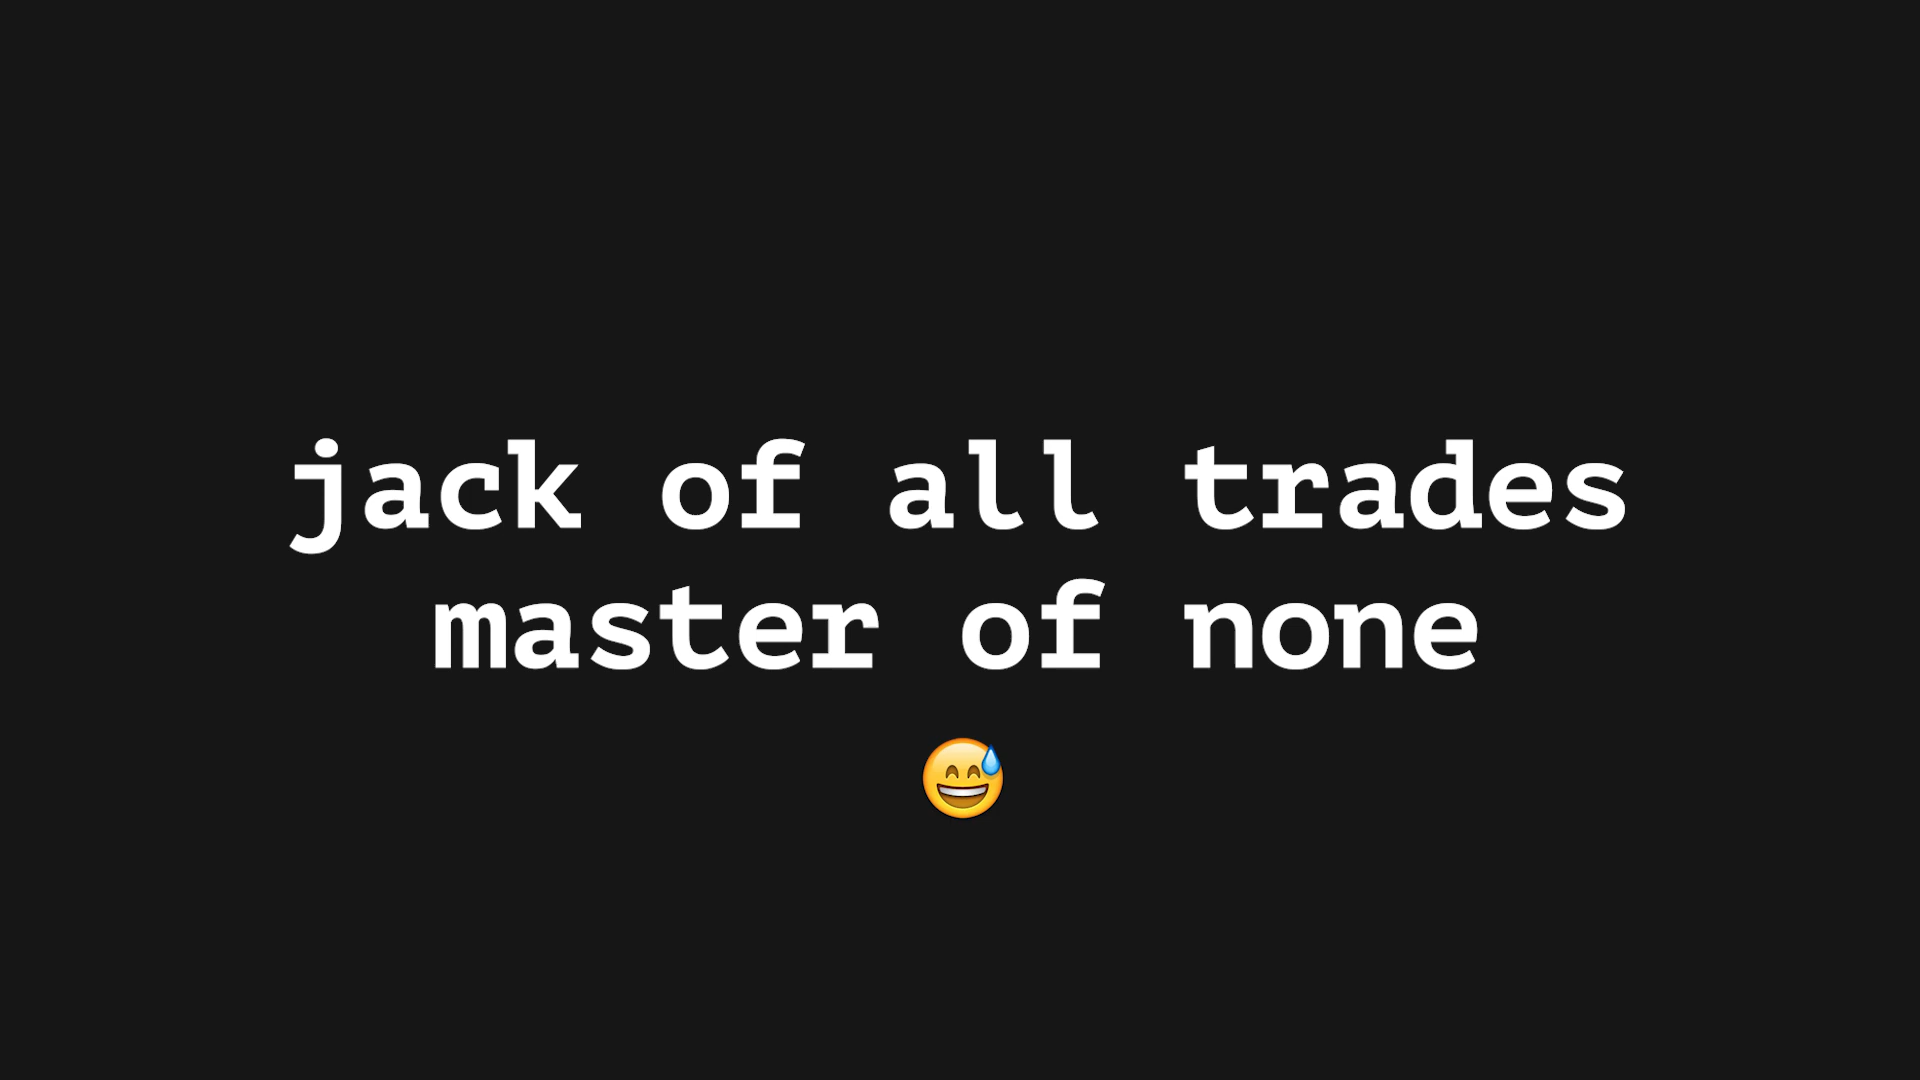 jack of all trades
master of none
😅